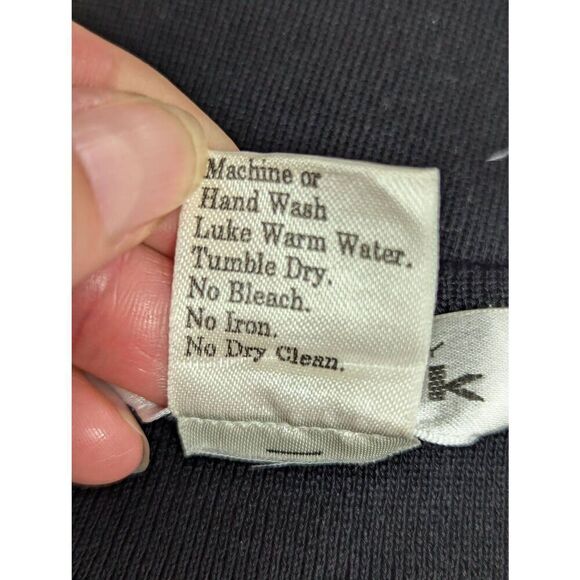 Machine or
Hand Wash
Luke Warm Water.
Tumble Dry.
No Bleach.
No Iron.
No Dry Clean.